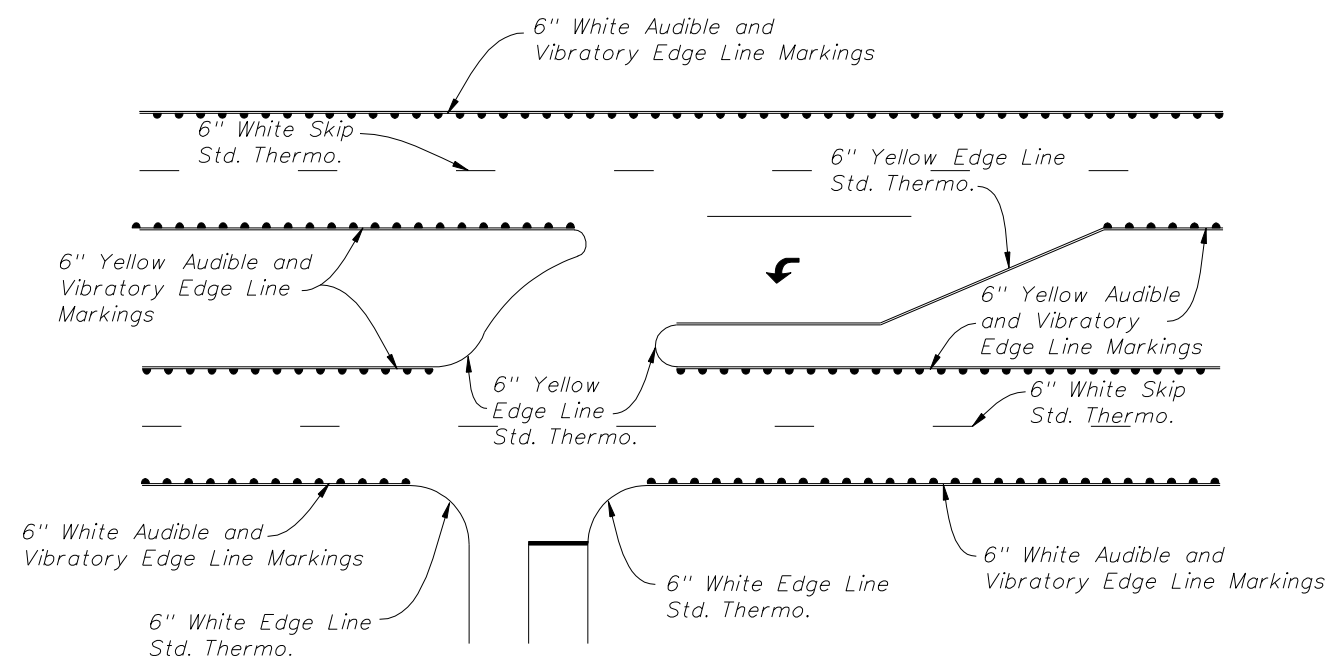 6" White Audible and
Vibratory Edge Line Markings
6" White Skip
Std. Thermo.
6" Yellow Edge Line
Std. Thermo.
6" Yellow Audible and
Vibratory Edge Line
Markings
6" Yellow Audible
and Vibratory
Edge Line Markings
6" Yellow
Edge Line
Std. Thermo.
6" White Skip
Std. Thermo.
6" White Audible and
Vibratory Edge Line Markings
6" White Audible and
Vibratory Edge Line Markings
6" White Edge Line
Std. Thermo.
6" White Edge Line
Std. Thermo.